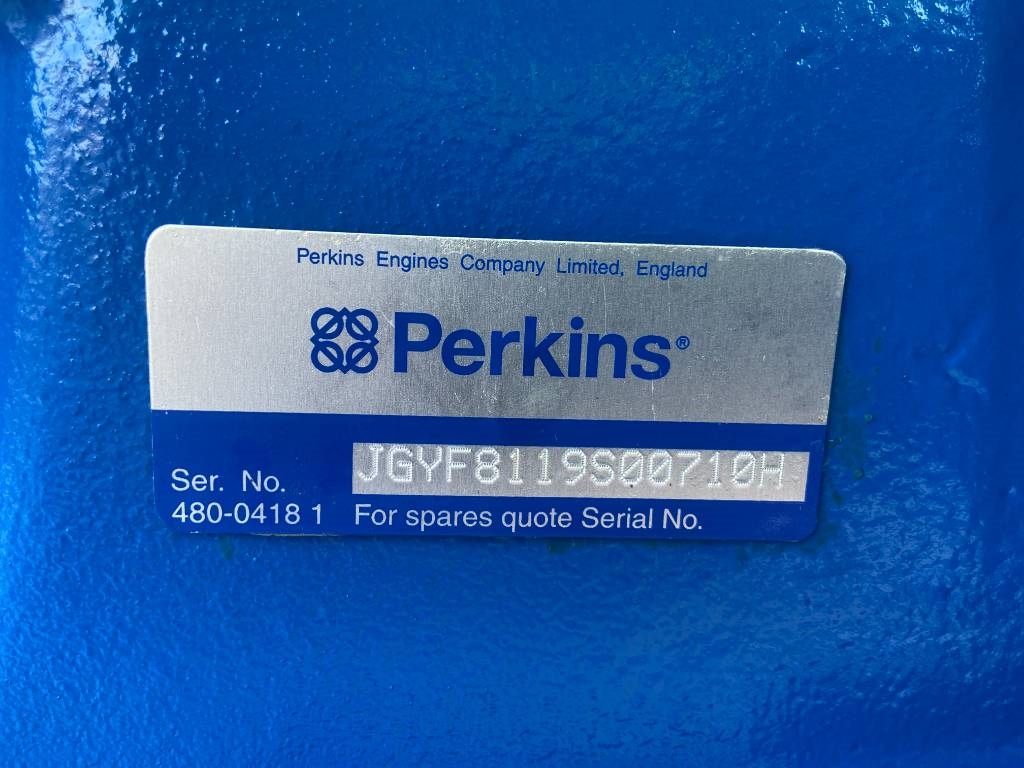 Perkins Engines Company Limited, England
Perkins®
Ser. No. JGYF8119S00710H
480-0418 1 For spares quote Serial No.